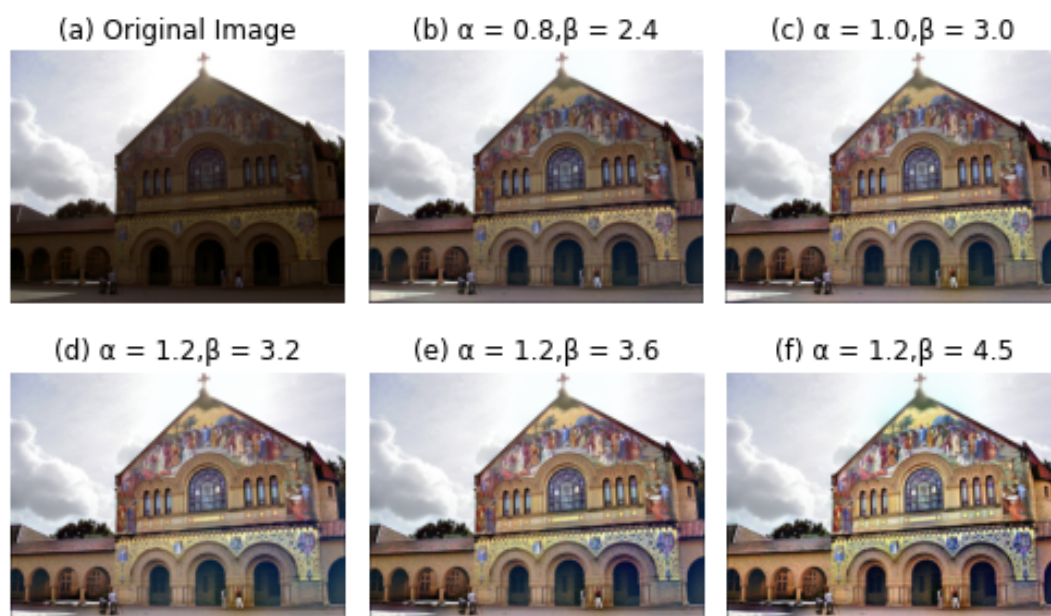 (a) Original Image
(b) α = 0.8,β = 2.4
(c) α = 1.0,β = 3.0
(d) α = 1.2,β = 3.2
(e) α = 1.2,β = 3.6
(f) α = 1.2,β = 4.5